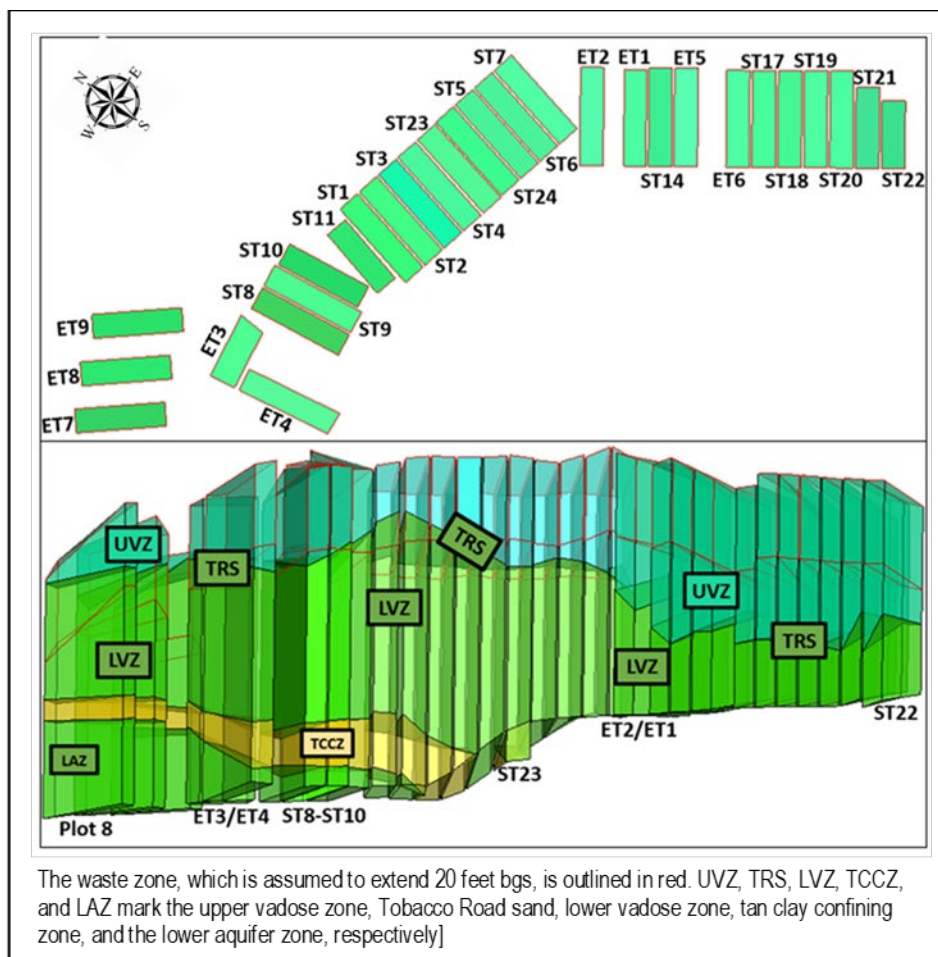 N
E
W
S
ST7
ET2
ET1
ET5
ST17
ST19
ST5
ST21
ST23
ST3
ST6
ST1
ST14
ET6
ST18
ST20
ST22
ST24
ST11
ST4
ST10
ST2
ST8
ST9
ET9
ET3
ET8
ET4
ET7
TRS
UVZ
TRS
UVZ
LVZ
TRS
LVZ
LVZ
ST22
ET2/ET1
TCCZ
LAZ
ST23
ET3/ET4
ST8-ST10
Plot 8
The waste zone, which is assumed to extend 20 feet bgs, is outlined in red. UVZ, TRS, LVZ, TCCZ,
and LAZ mark the upper vadose zone, Tobacco Road sand, lower vadose zone, tan clay confining
zone, and the lower aquifer zone, respectively]